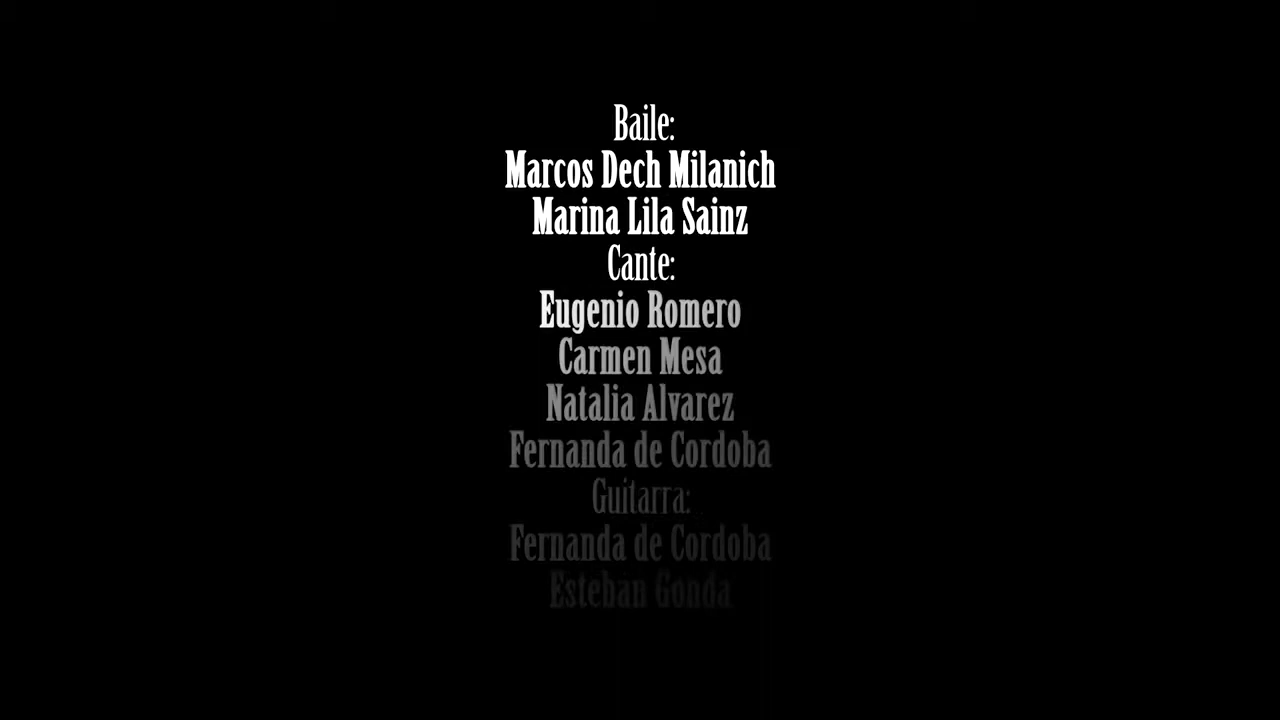 Baile:
Marcos Dech Milanich
Marina Lila Sainz
Cante:
Eugenio Romero
Carmen Mesa
Natalia Alvarez
Fernanda de Cordoba
Guitarra:
Fernanda de Cordoba
Esteban Gonda